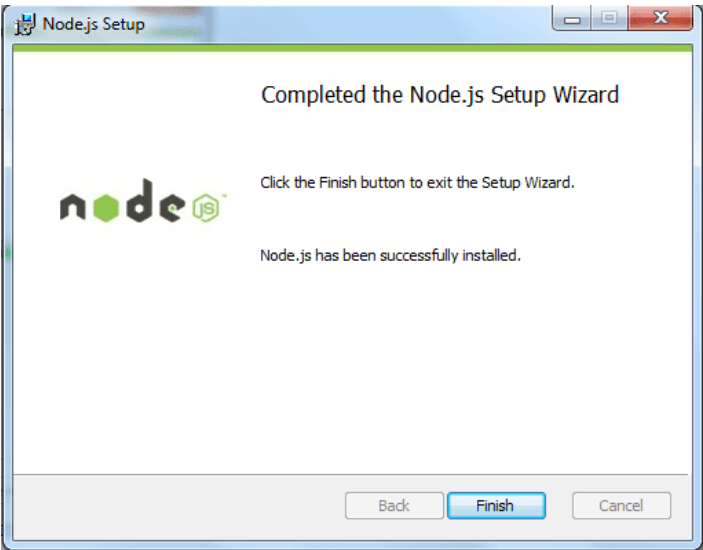 Node.js Setup
Completed the Node.js Setup Wizard
Click the Finish button to exit the Setup Wizard.
node JS ™
Node.js has been successfully installed.
Back Finish Cancel